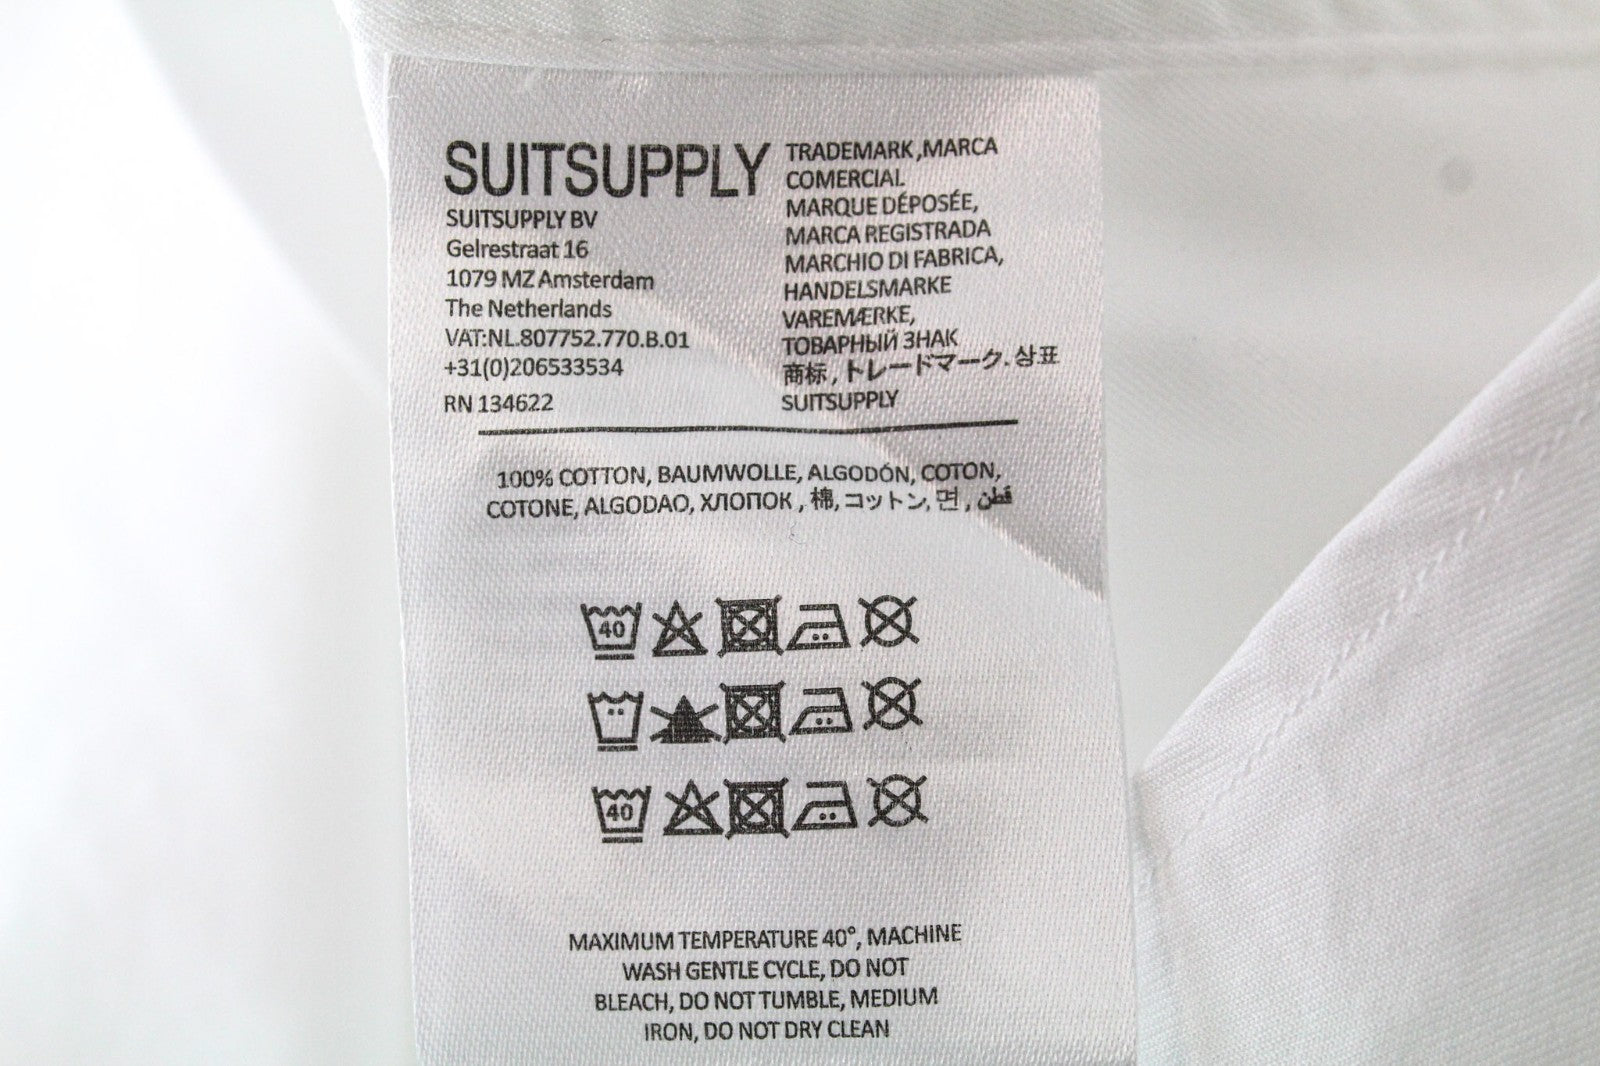 SUITSUPPLY
SUITSUPPLY BV
Gelrestraat 16
1079 MZ Amsterdam
The Netherlands
VAT:NL.807752.770.B.01
+31(0)206533534
RN 134622
TRADEMARK,MARCA
COMERCIAL
MARQUE DÉPOSÉE,
MARCA REGISTRADA
MARCHIO DI FABRICA,
HANDELSMARKE
VAREMÆRKE,
ТОВАРНЫЙ ЗНАК
商标, トレードマーク. 상표
SUITSUPPLY
100% COTTON, BAUMWOLLE, ALGODÓN, COTON,
COTONE, ALGODAO, ХЛОПОК , 棉, コットン, 면 , قطن
40
40
MAXIMUM TEMPERATURE 40°, MACHINE
WASH GENTLE CYCLE, DO NOT
BLEACH, DO NOT TUMBLE, MEDIUM
IRON, DO NOT DRY CLEAN